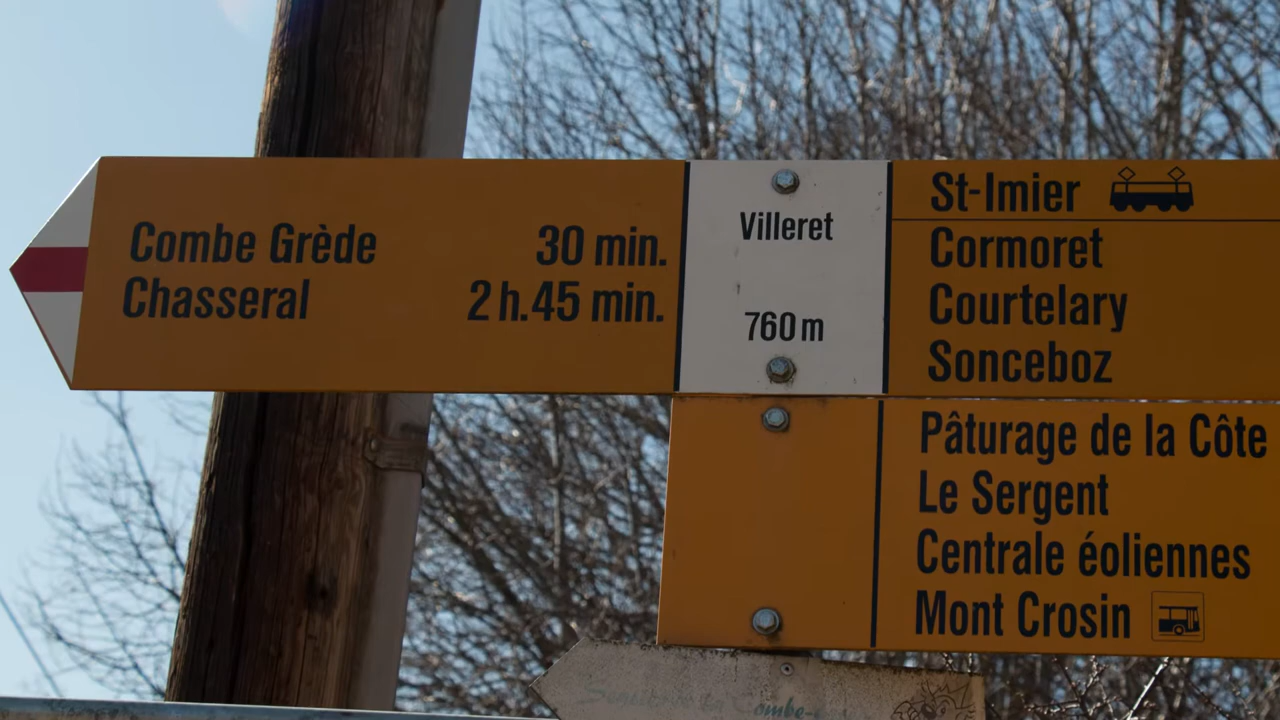 Combe Grède 30 min.
Chasseral 2 h. 45 min.
Villeret
760 m
St-Imier
Cormoret
Courtelary
Sonceboz
Pâturage de la Côte
Le Sergent
Centrale éoliennes
Mont Crosin